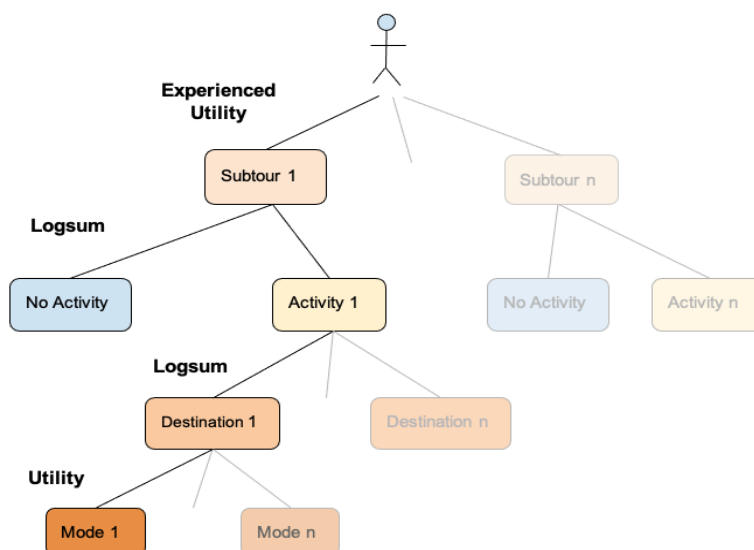 Experienced
Utility
Subtour 1
Subtour n
Logsum
No Activity
Activity 1
No Activity
Activity n
Logsum
Destination 1
Destination n
Utility
Mode 1
Mode n